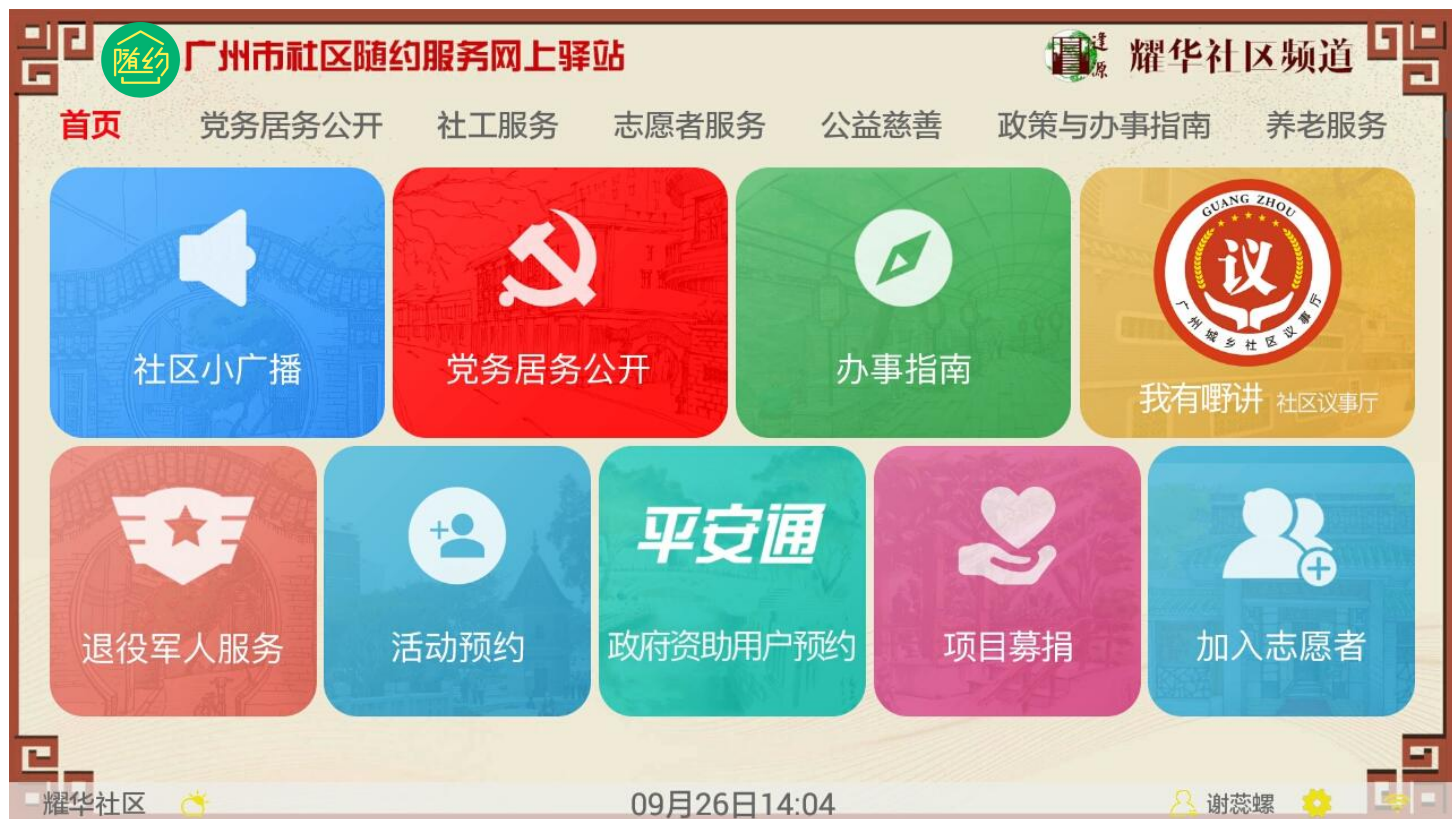 随约
广州市社区随约服务网上驿站
逢源
耀华社区频道
首页 党务居务公开 社工服务 志愿者服务 公益慈善 政策与办事指南 养老服务
社区小广播
党务居务公开
办事指南
GUANG ZHOU
议
广州城乡社区议事厅
我有嘢讲 社区议事厅
退役军人服务
活动预约
平安通
政府资助用户预约
项目募捐
加入志愿者
耀华社区
09月26日14:04
谢蕊螺